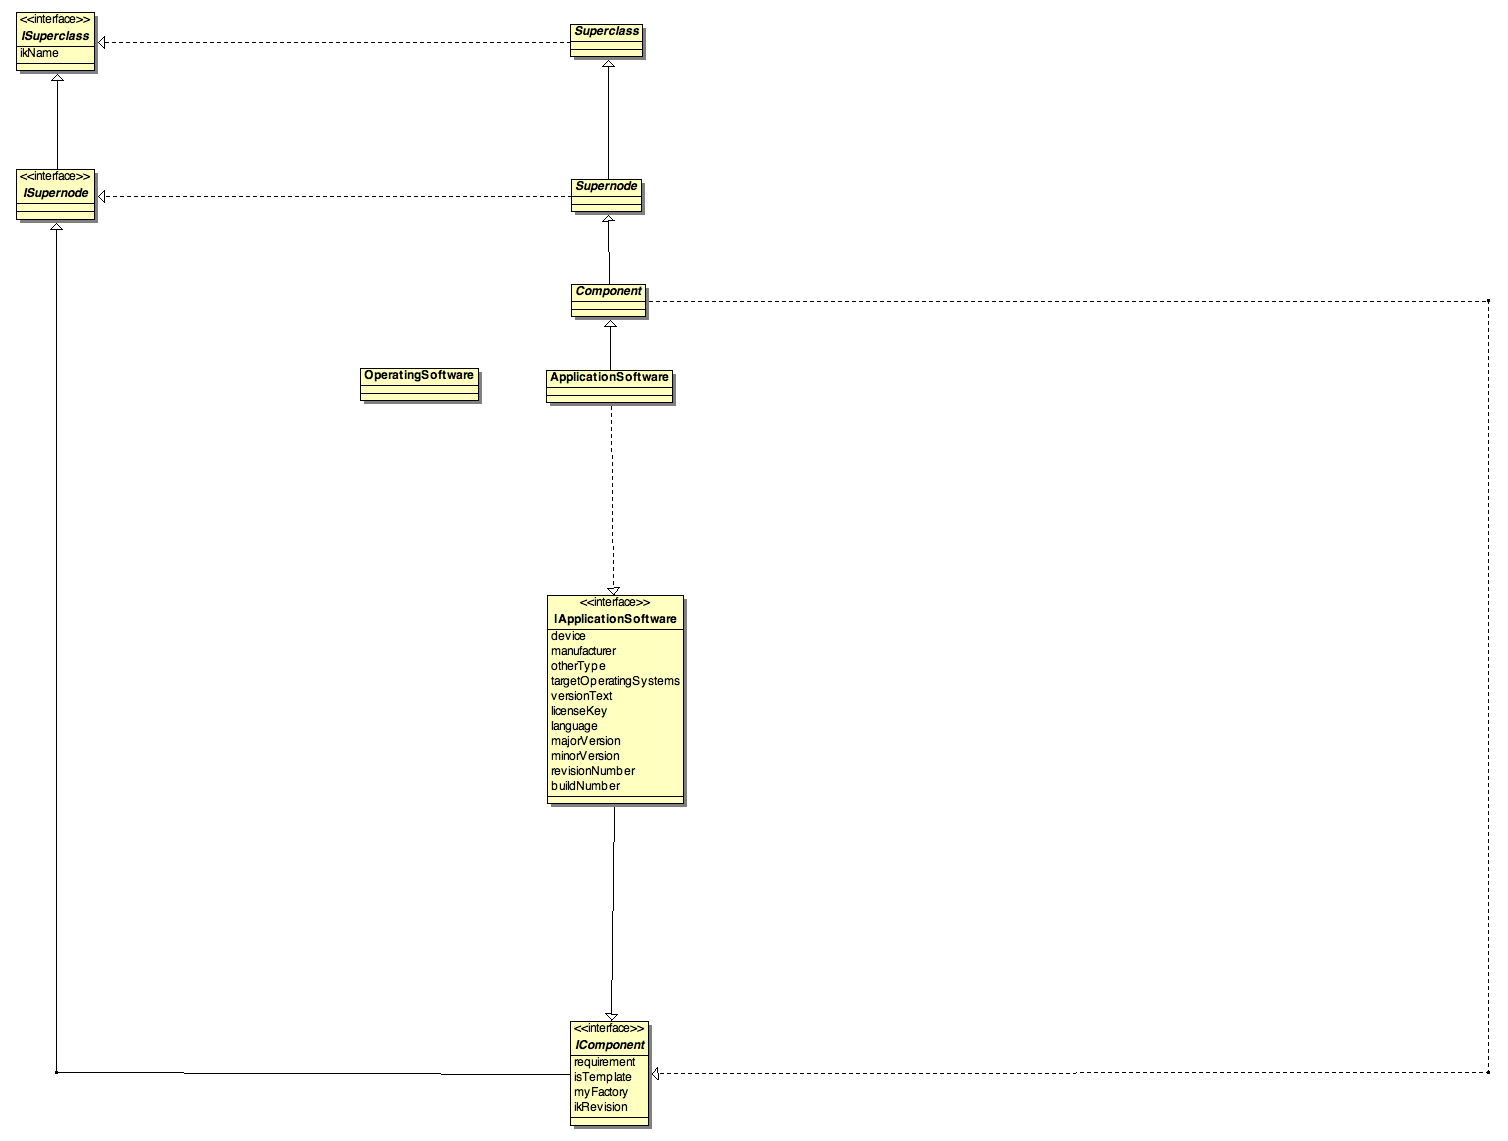 <<interface>>
ISuperclass
ikName
Superclass
<<interface>>
ISupernode
Supernode
Component
OperatingSoftware
ApplicationSoftware
<<interface>>
IApplicationSoftware
device
manufacturer
otherType
targetOperatingSystems
versionText
licenseKey
language
majorVersion
minorVersion
revisionNumber
buildNumber
<<interface>>
IComponent
requirement
isTemplate
myFactory
ikRevision